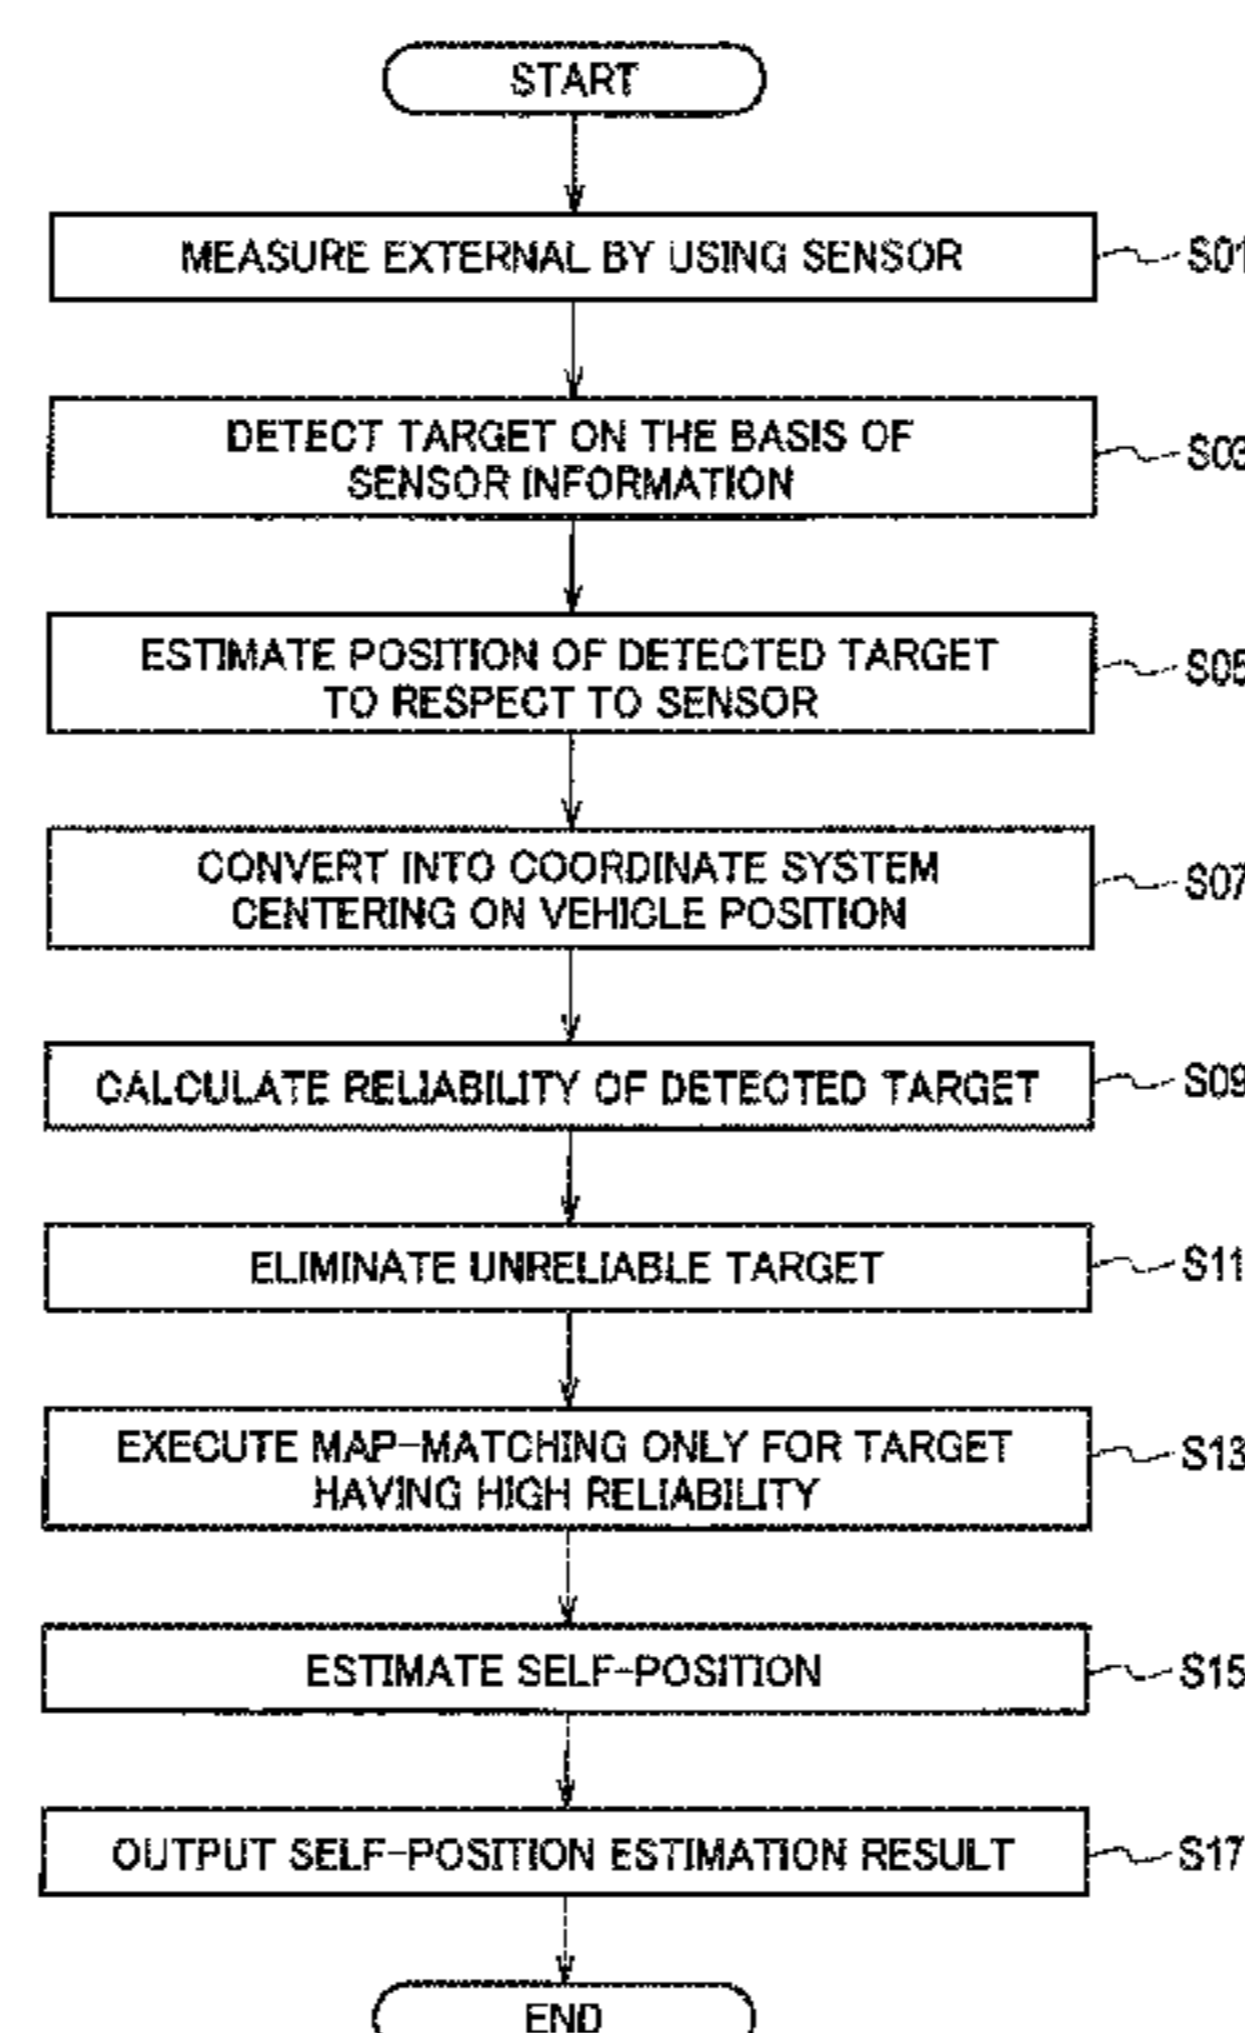 START
MEASURE EXTERNAL BY USING SENSOR
S01
DETECT TARGET ON THE BASIS OF
SENSOR INFORMATION
S03
ESTIMATE POSITION OF DETECTED TARGET
TO RESPECT TO SENSOR
S05
CONVERT INTO COORDINATE SYSTEM
CENTERING ON VEHICLE POSITION
S07
CALCULATE RELIABILITY OF DETECTED TARGET
S09
ELIMINATE UNRELIABLE TARGET
S11
EXECUTE MAP-MATCHING ONLY FOR TARGET
HAVING HIGH RELIABILITY
S13
ESTIMATE SELF-POSITION
S15
OUTPUT SELF-POSITION ESTIMATION RESULT
S17
END